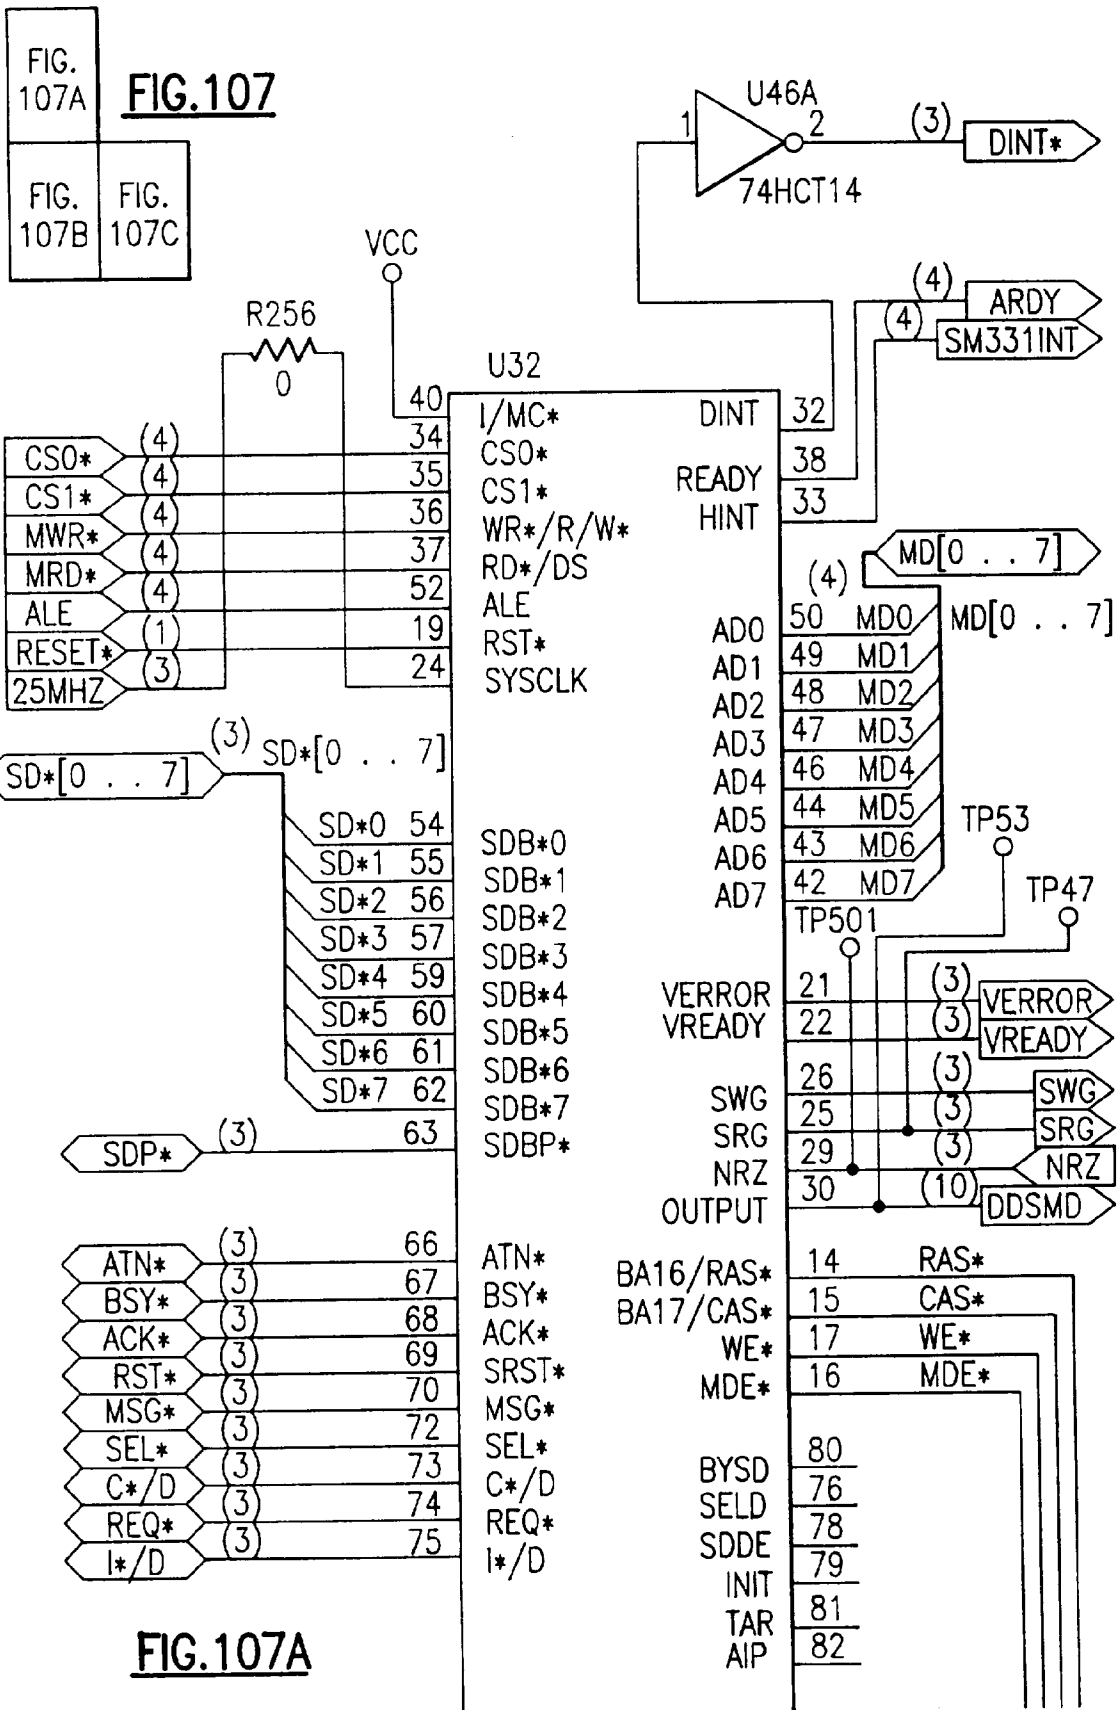 FIG. 107A
FIG.107
FIG. 107B
FIG. 107C
U46A
1
2
74HCT14
(3)
DINT*
VCC
R256
0
U32
(4)
ARDY
(4)
SM331INT
40 I/MC*
CS0* (4) 34 CS0*
CS1* (4) 35 CS1*
MWR* (4) 36 WR*/R/W*
MRD* (4) 37 RD*/DS
ALE (4) 52 ALE
RESET* (1) 19 RST*
25MHZ (3) 24 SYSCLK
DINT 32
READY 38
HINT 33
MD[0 . . 7]
(4)
MD[0 . . 7]
AD0 50 MD0
AD1 49 MD1
AD2 48 MD2
AD3 47 MD3
AD4 46 MD4
AD5 44 MD5
AD6 43 MD6
AD7 42 MD7
SD*[0 . . 7] (3) SD*[0 . . 7]
SD*0 54 SDB*0
SD*1 55 SDB*1
SD*2 56 SDB*2
SD*3 57 SDB*3
SD*4 59 SDB*4
SD*5 60 SDB*5
SD*6 61 SDB*6
SD*7 62 SDB*7
SDP* (3) 63 SDBP*
TP53
TP47
TP501
VERROR 21 (3) VERROR
VREADY 22 (3) VREADY
SWG 26 (3) SWG
SRG 25 (3) SRG
NRZ 29 (3) NRZ
OUTPUT 30 (10) DDSMD
ATN* (3) 66 ATN*
BSY* (3) 67 BSY*
ACK* (3) 68 ACK*
RST* (3) 69 SRST*
MSG* (3) 70 MSG*
SEL* (3) 72 SEL*
C*/D (3) 73 C*/D
REQ* (3) 74 REQ*
I*/D (3) 75 I*/D
BA16/RAS* 14 RAS*
BA17/CAS* 15 CAS*
WE* 17 WE*
MDE* 16 MDE*
BYSD 80
SELD 76
SDDE 78
INIT 79
TAR 81
AIP 82
FIG.107A